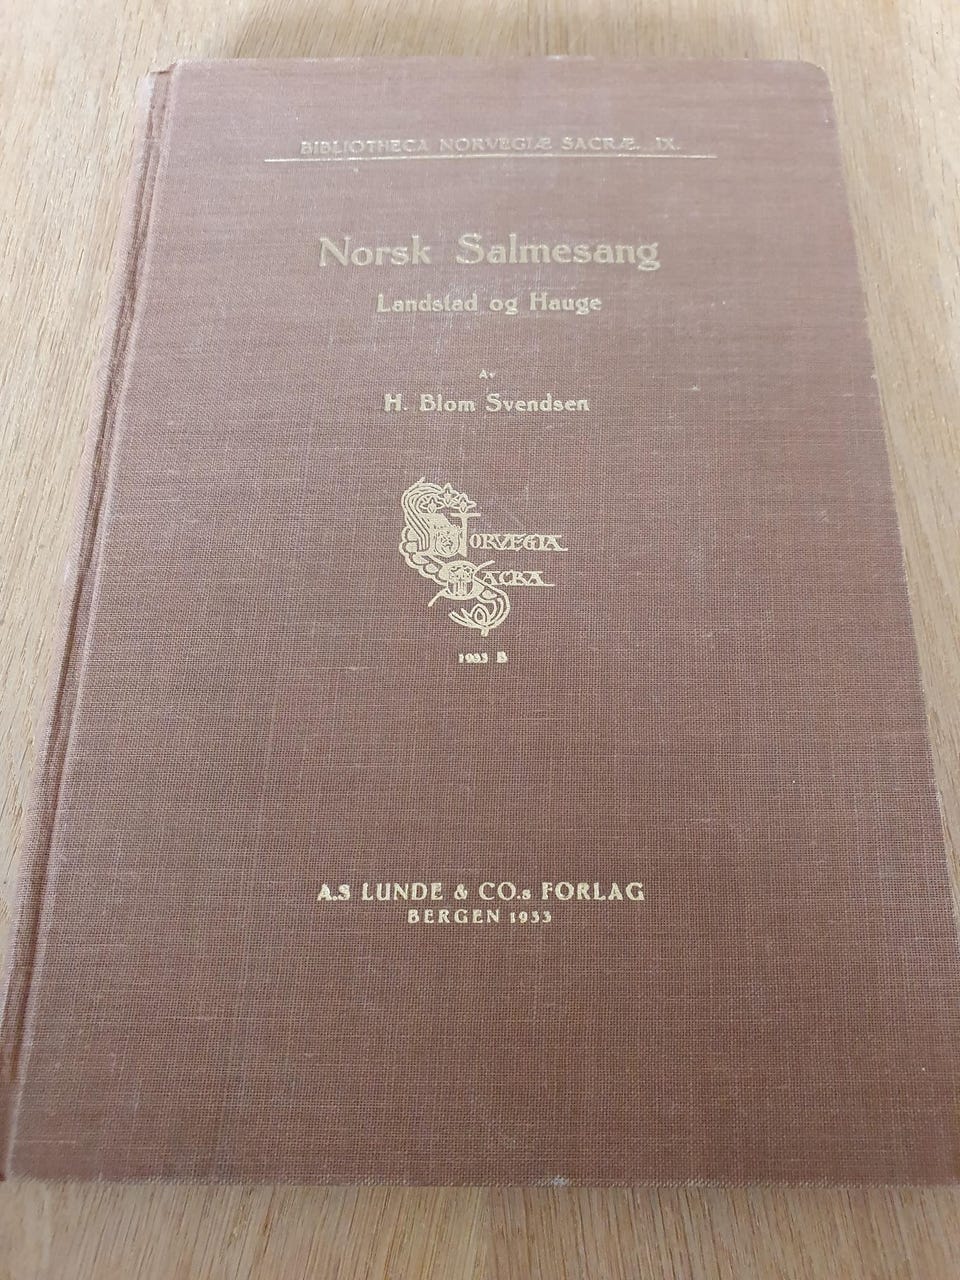 BIBLIOTHECA NORVEGIÆ SACRÆ. IX.
Norsk Salmesang
Landstad og Hauge
Av
H. Blom Svendsen
NORVEGIA
SACRA
1933 B
A.S LUNDE & CO.s FORLAG
BERGEN 1933